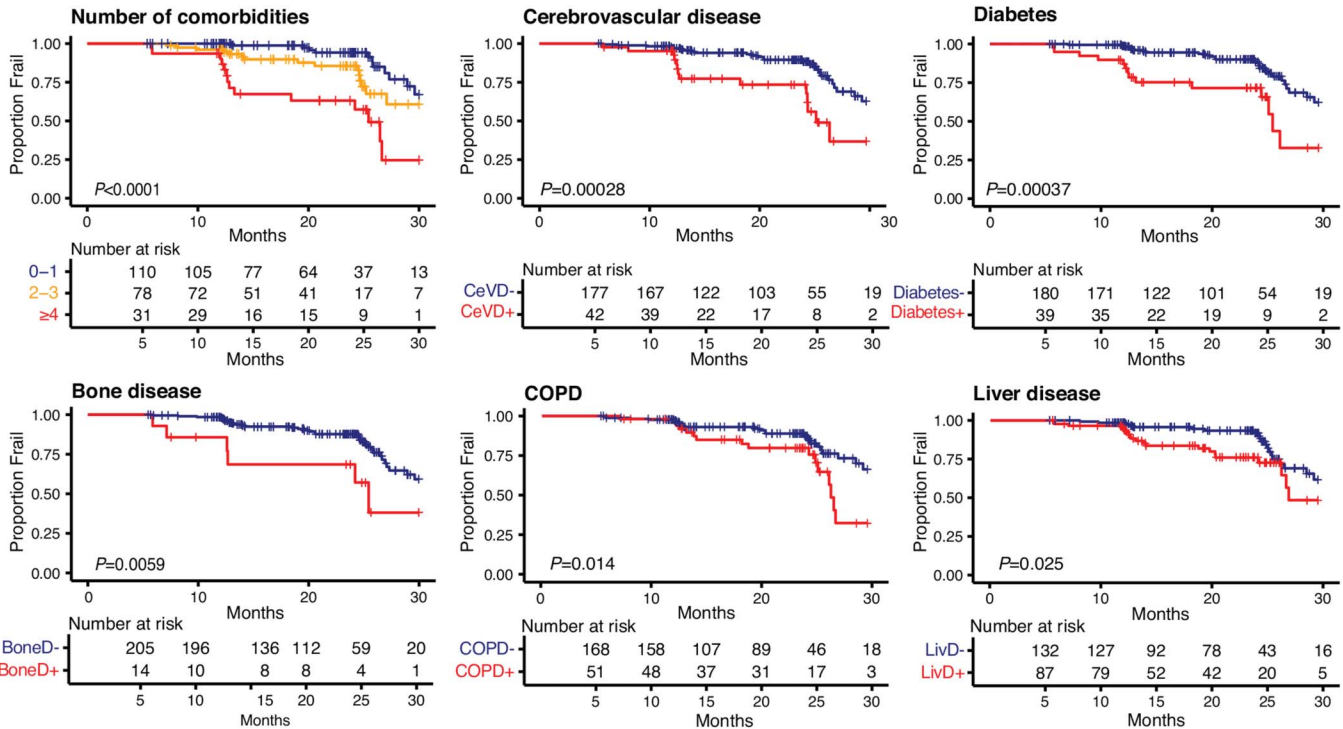 Number of comorbidities
Proportion Frail
1.00
0.75
0.50
0.25
0.00
P<0.0001
0 10 20 30
Months
Number at risk
0–1 110 105 77 64 37 13
2–3 78 72 51 41 17 7
≥4 31 29 16 15 9 1
5 10 15 20 25 30
Months
Cerebrovascular disease
Proportion Frail
1.00
0.75
0.50
0.25
0.00
P=0.00028
0 10 20 30
Months
Number at risk
CeVD- 177 167 122 103 55 19
CeVD+ 42 39 22 17 8 2
5 10 15 20 25 30
Months
Diabetes
Proportion Frail
1.00
0.75
0.50
0.25
0.00
P=0.00037
0 10 20 30
Months
Number at risk
Diabetes- 180 171 122 101 54 19
Diabetes+ 39 35 22 19 9 2
5 10 15 20 25 30
Months
Bone disease
Proportion Frail
1.00
0.75
0.50
0.25
0.00
P=0.0059
0 10 20 30
Months
Number at risk
BoneD- 205 196 136 112 59 20
BoneD+ 14 10 8 8 4 1
5 10 15 20 25 30
Months
COPD
Proportion Frail
1.00
0.75
0.50
0.25
0.00
P=0.014
0 10 20 30
Months
Number at risk
COPD- 168 158 107 89 46 18
COPD+ 51 48 37 31 17 3
5 10 15 20 25 30
Months
Liver disease
Proportion Frail
1.00
0.75
0.50
0.25
0.00
P=0.025
0 10 20 30
Months
Number at risk
LivD- 132 127 92 78 43 16
LivD+ 87 79 52 42 20 5
5 10 15 20 25 30
Months